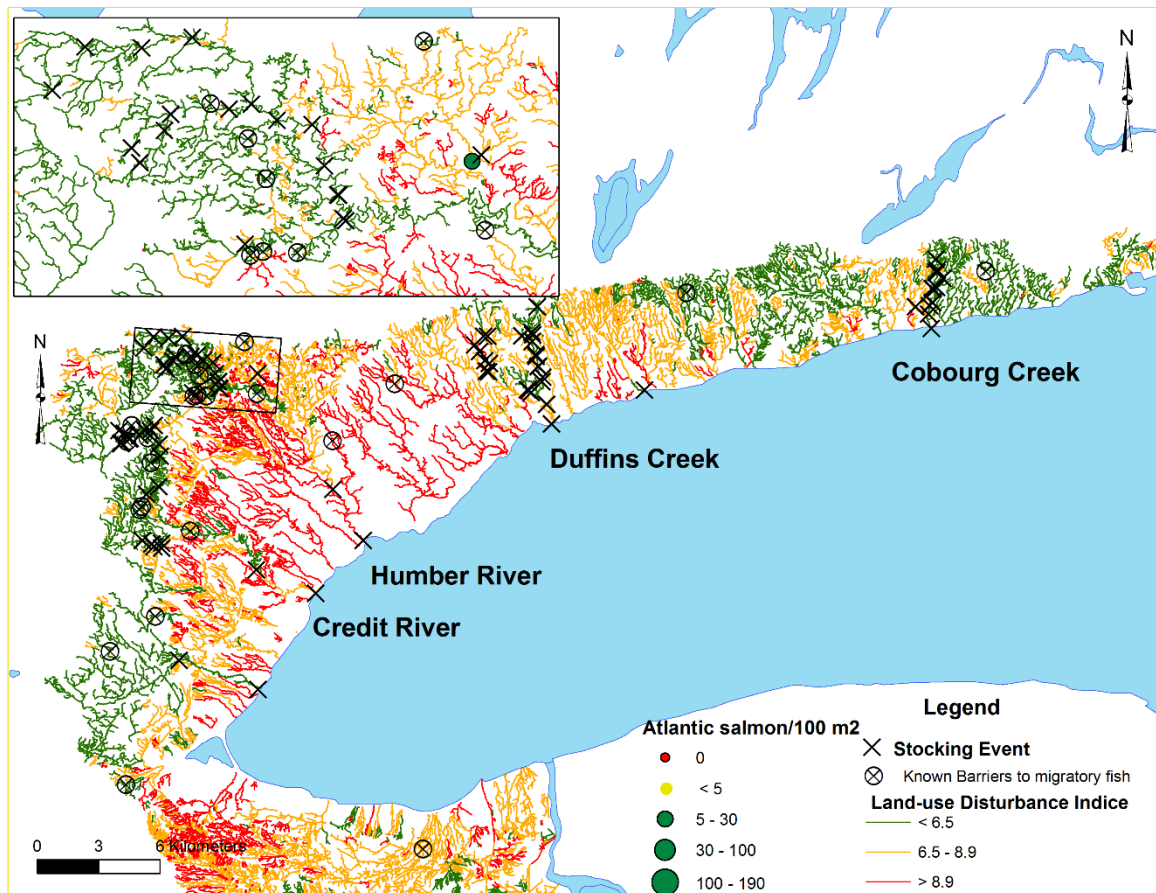 N
N
Cobourg Creek
Duffins Creek
Humber River
Credit River
Legend
Atlantic salmon/100 m2
0
< 5
5 - 30
30 - 100
100 - 190
Stocking Event
Known Barriers to migratory fish
Land-use Disturbance Indice
< 6.5
6.5 - 8.9
> 8.9
0 3 6 Kilometers